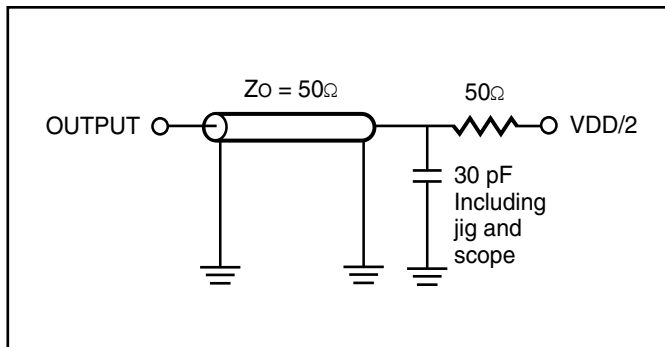 ZO = 50Ω
50Ω
OUTPUT
VDD/2
30 pF
Including
jig and
scope